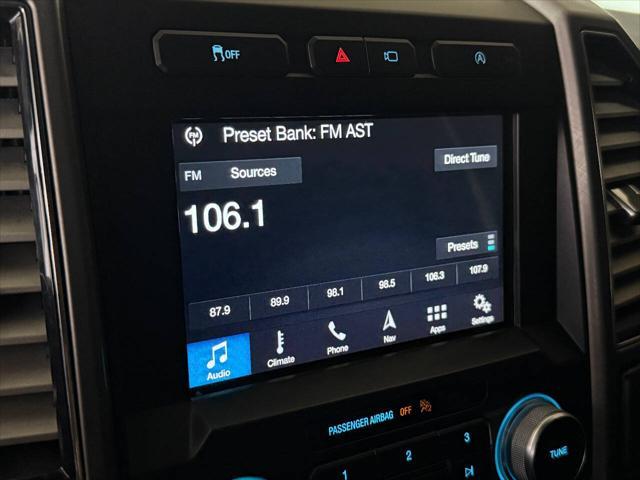 OFF
A
FM
Preset Bank: FM AST
FM Sources
Direct Tune
106.1
Presets
87.9 89.9 98.1 98.5 106.3 107.9
Audio Climate Phone Nav Apps Settings
PASSENGER AIRBAG OFF
1 2 3
TUNE